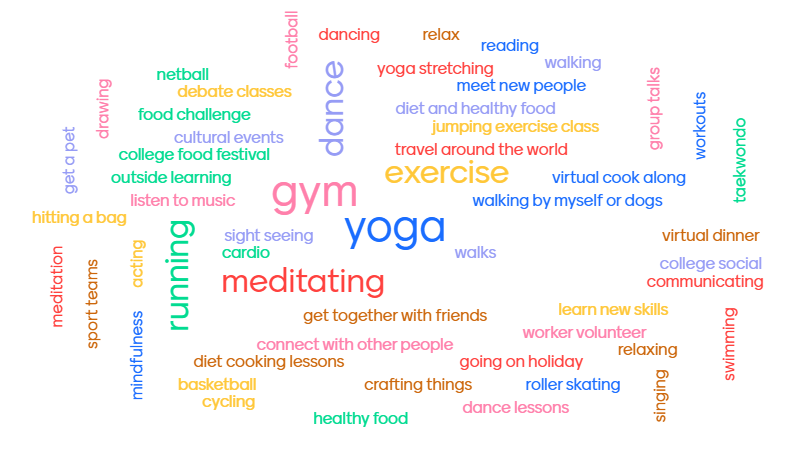 football
dancing
relax
reading
walking
netball
yoga stretching
debate classes
meet new people
drawing
dance
group talks
workouts
food challenge
diet and healthy food
taekwondo
cultural events
jumping exercise class
get a pet
college food festival
travel around the world
outside learning
exercise
virtual cook along
gym
listen to music
walking by myself or dogs
hitting a bag
yoga
running
sight seeing
virtual dinner
acting
cardio
walks
meditation
sport teams
meditating
college social
communicating
get together with friends
learn new skills
mindfulness
worker volunteer
swimming
connect with other people
relaxing
diet cooking lessons
going on holiday
basketball
crafting things
roller skating
singing
cycling
dance lessons
healthy food